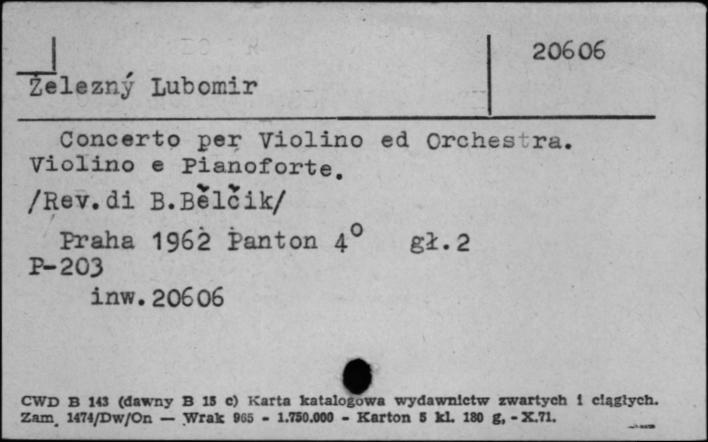 20606
Železný Lubomir
Concerto per Violino ed Orchestra.
Violino e Pianoforte.
/Rev.di B.Bělčik/
Praha 1962 Panton 4° gł.2
P-203
inw.20606
CWD B 143 (dawny B 15 c) Karta katalogowa wydawnictw zwartych i ciągłych.
Zam. 1474/Dw/On — Wrak 965 - 1.750.000 - Karton 5 kl. 180 g, - X.71.